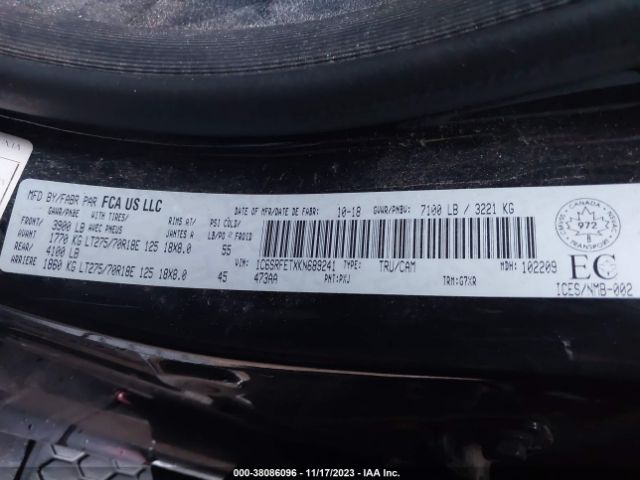 MFD BY/FABR PAR FCA US LLC
DATE OF MFR/DATE DE FABR: 10-18 GVWR/PNBV: 7100 LB / 3221 KG
GAWR/PNBE WITH TIRES/ RIMS AT/ PSI COLD/
FRONT/ 3900 LB AVEC PNEUS JANTES A LB/PO FROID
AVANT 1770 KG LT275/70R18E 125 18X8.0 55
REAR/ 4100 LB
ARRIERE 1860 KG LT275/70R18E 125 18X8.0 45
VIN: 1C6SRFETXKN689241 TYPE: TRU/CAM MDH: 102209
473AA PNT: PXJ TRM: G7XR
CANADA
972
TRANSPORT
EC
ICES/NMB-002
000-38086096 - 11/17/2023 - IAA Inc.